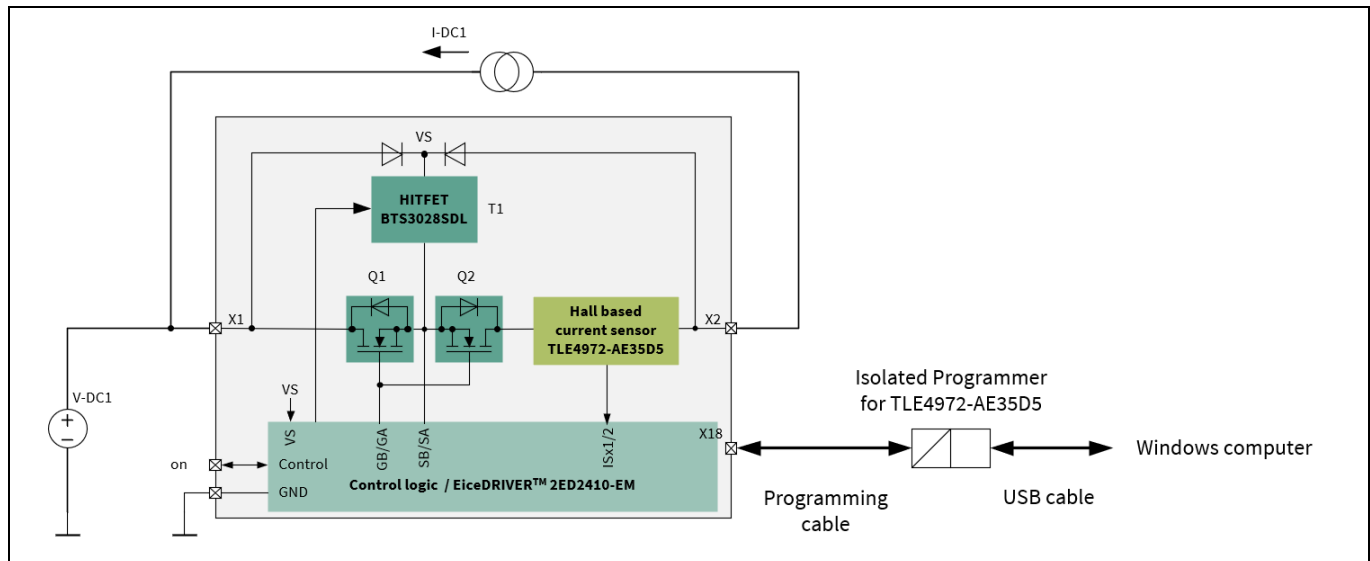 I-DC1
VS
HITFET
BTS3028SDL
T1
Q1
Q2
X1
Hall based
current sensor
TLE4972-AE35D5
X2
V-DC1
VS
VS
GB/GA
SB/SA
ISx1/2
X18
on
Control
GND
Control logic / EiceDRIVER™ 2ED2410-EM
Isolated Programmer
for TLE4972-AE35D5
Windows computer
Programming
cable
USB cable